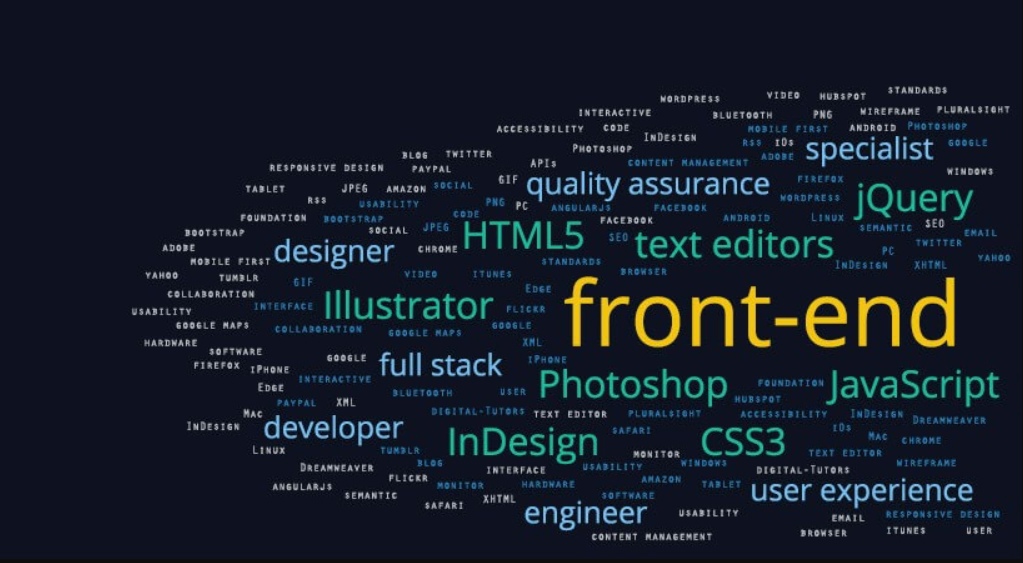 STANDARDS
WORDPRESS VIDEO HUBSPOT
INTERACTIVE BLUETOOTH PNG WIREFRAME PLURALSIGHT
ACCESSIBILITY CODE MOBILE FIRST ANDROID PHOTOSHOP
InDESIGN RSS iOs GOOGLE
PHOTOSHOP ADOBE specialist
BLOG TWITTER APIs CONTENT MANAGEMENT
RESPONSIVE DESIGN PAYPAL WINDOWS
GIF quality assurance FIREFOX
TABLET JPEG AMAZON SOCIAL jQuery
RSS USABILITY PNG PC ANGULARJS FACEBOOK WORDPRESS
FOUNDATION BOOTSTRAP CODE FACEBOOK ANDROID LINUX
SOCIAL JPEG SEMANTIC SEO
BOOTSTRAP HTML5 SEO text editors EMAIL
ADOBE designer CHROME PC TWITTER
MOBILE FIRST STANDARDS InDESIGN XHTML YAHOO
YAHOO TUMBLR VIDEO ITUNES BROWSER
GIF EDGE
COLLABORATION INTERFACE Illustrator FLICKR front-end
USABILITY
GOOGLE MAPS COLLABORATION GOOGLE MAPS GOOGLE
HARDWARE XML
SOFTWARE GOOGLE full stack iPHONE
FIREFOX iPHONE
EDGE INTERACTIVE Photoshop FOUNDATION JavaScript
BLUETOOTH USER HUBSPOT
PAYPAL XML
MAC DIGITAL-TUTORS TEXT EDITOR PLURALSIGHT ACCESSIBILITY InDESIGN
InDESIGN developer SAFARI iOs DREAMWEAVER
InDesign CSS3 MAC CHROME
LINUX TUMBLR MONITOR TEXT EDITOR
DREAMWEAVER BLOG INTERFACE USABILITY WINDOWS DIGITAL-TUTORS WIREFRAME
ANGULARJS FLICKR MONITOR HARDWARE AMAZON TABLET user experience
SEMANTIC XHTML SOFTWARE
SAFARI engineer USABILITY EMAIL RESPONSIVE DESIGN
CONTENT MANAGEMENT BROWSER ITUNES USER